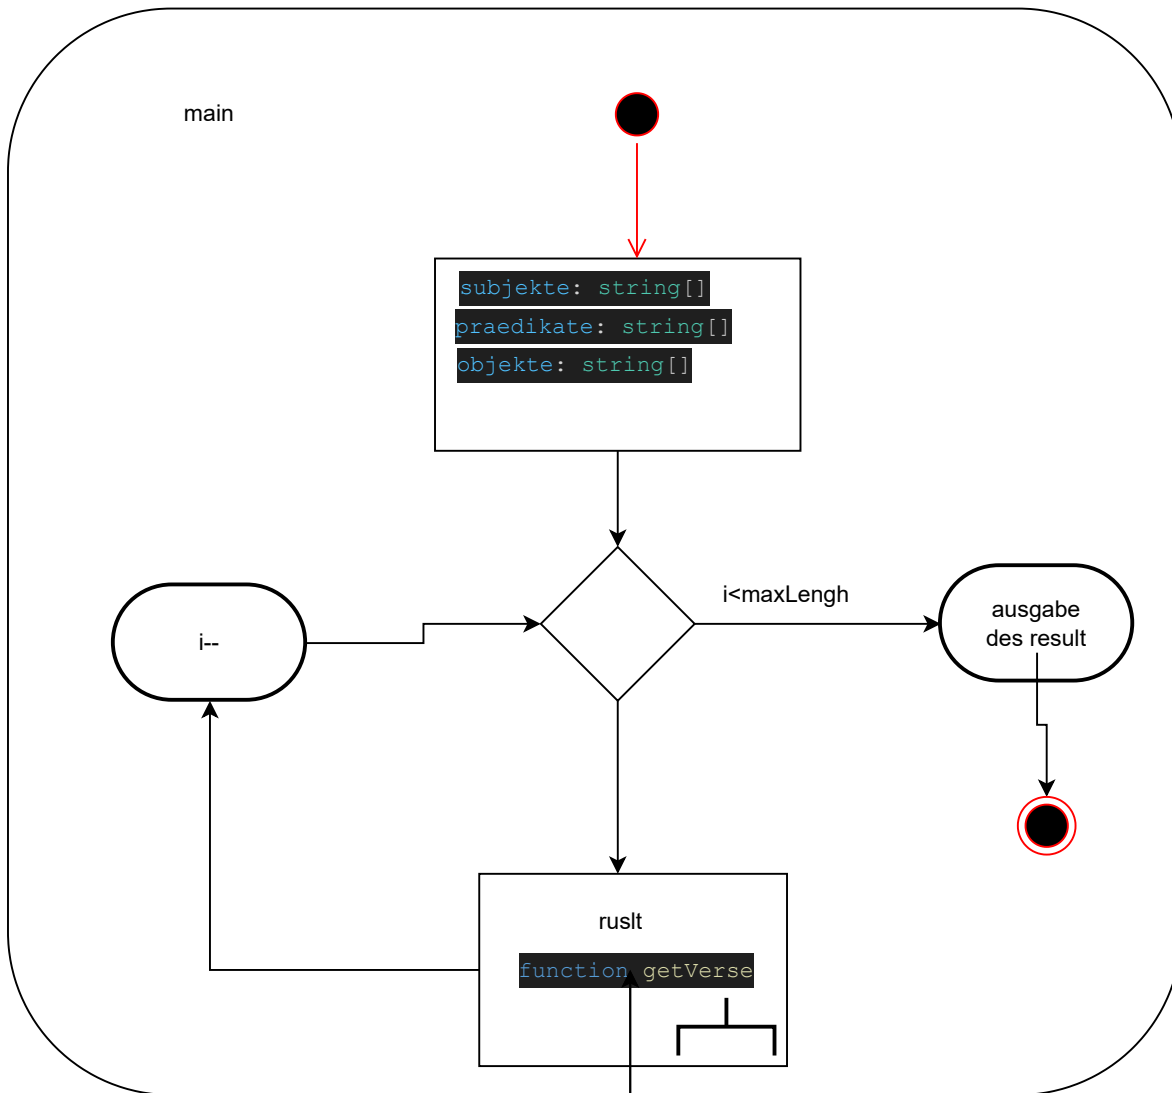 main
subjekte: string[]
praedikate: string[]
objekte: string[]
i<maxLengh
ausgabe
des result
i--
ruslt
function getVerse